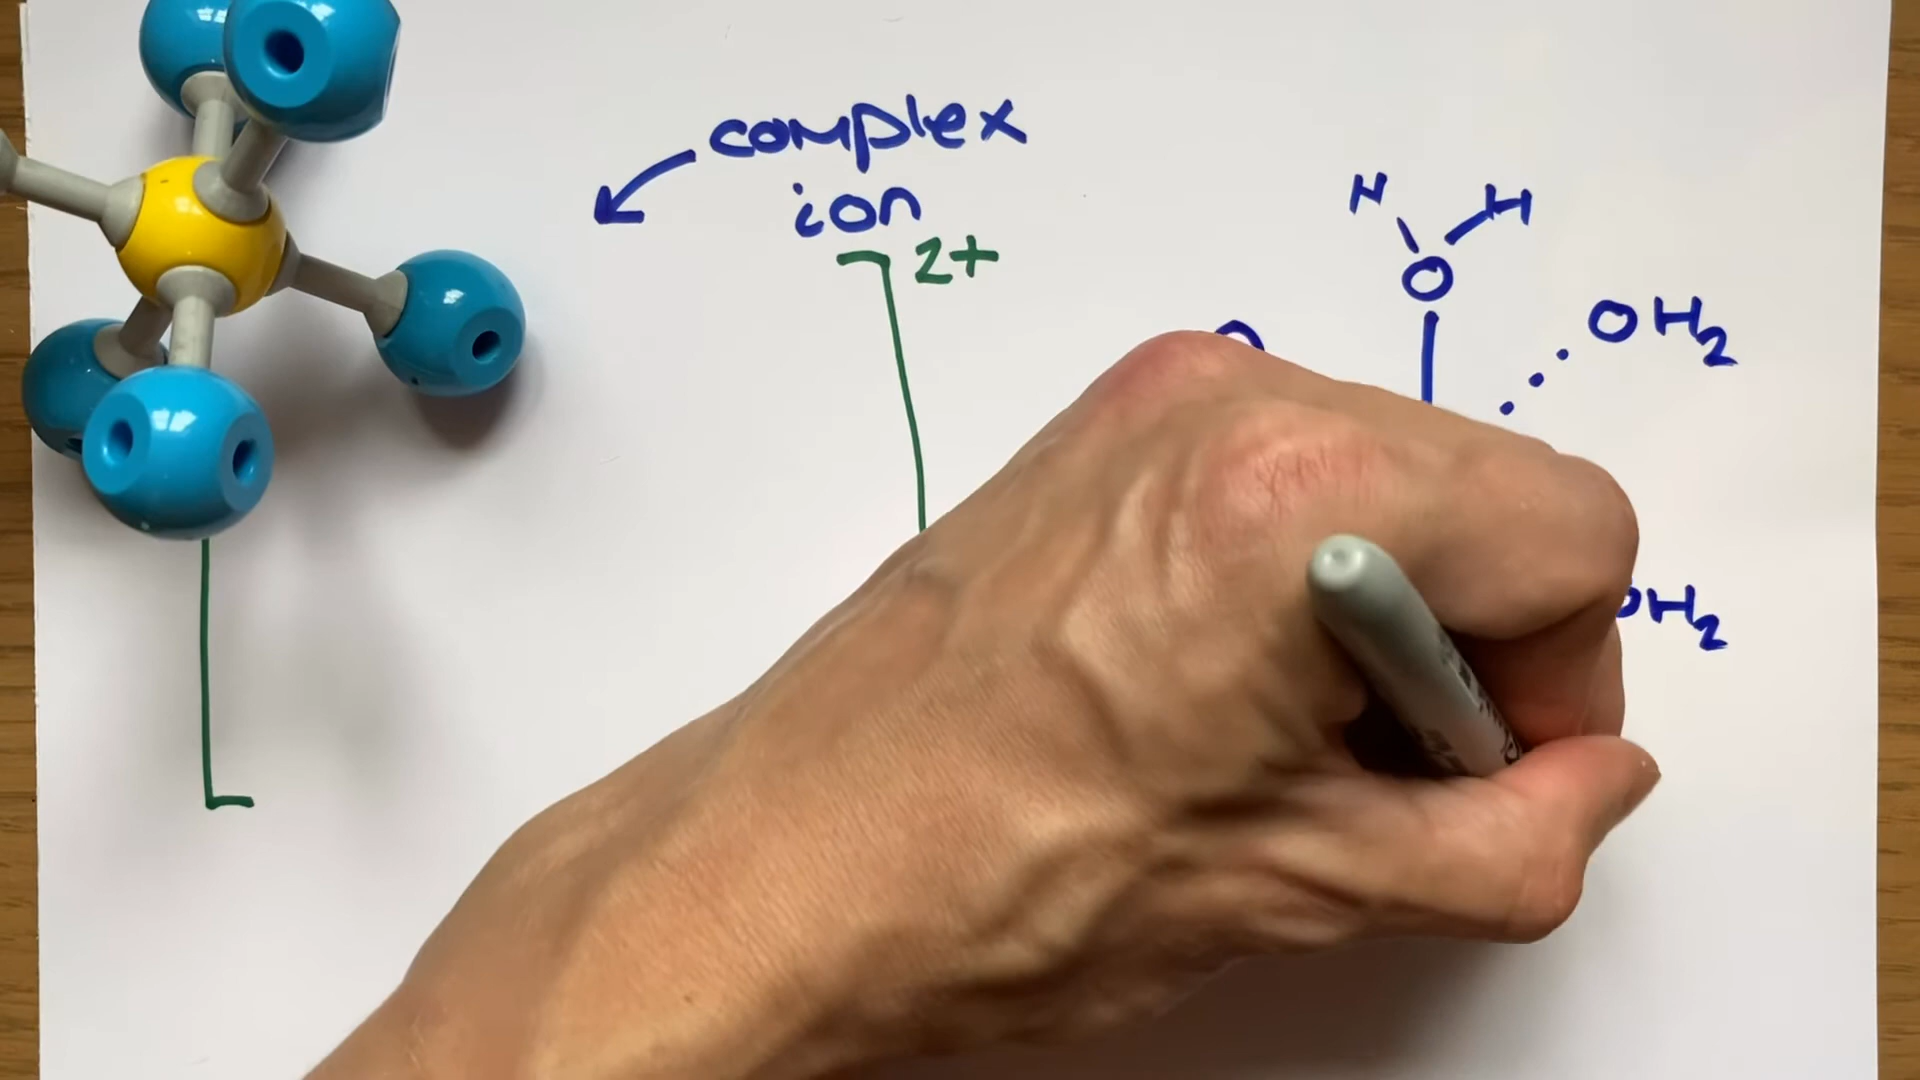 complex
ion
2+
H H
O
OH2
OH2